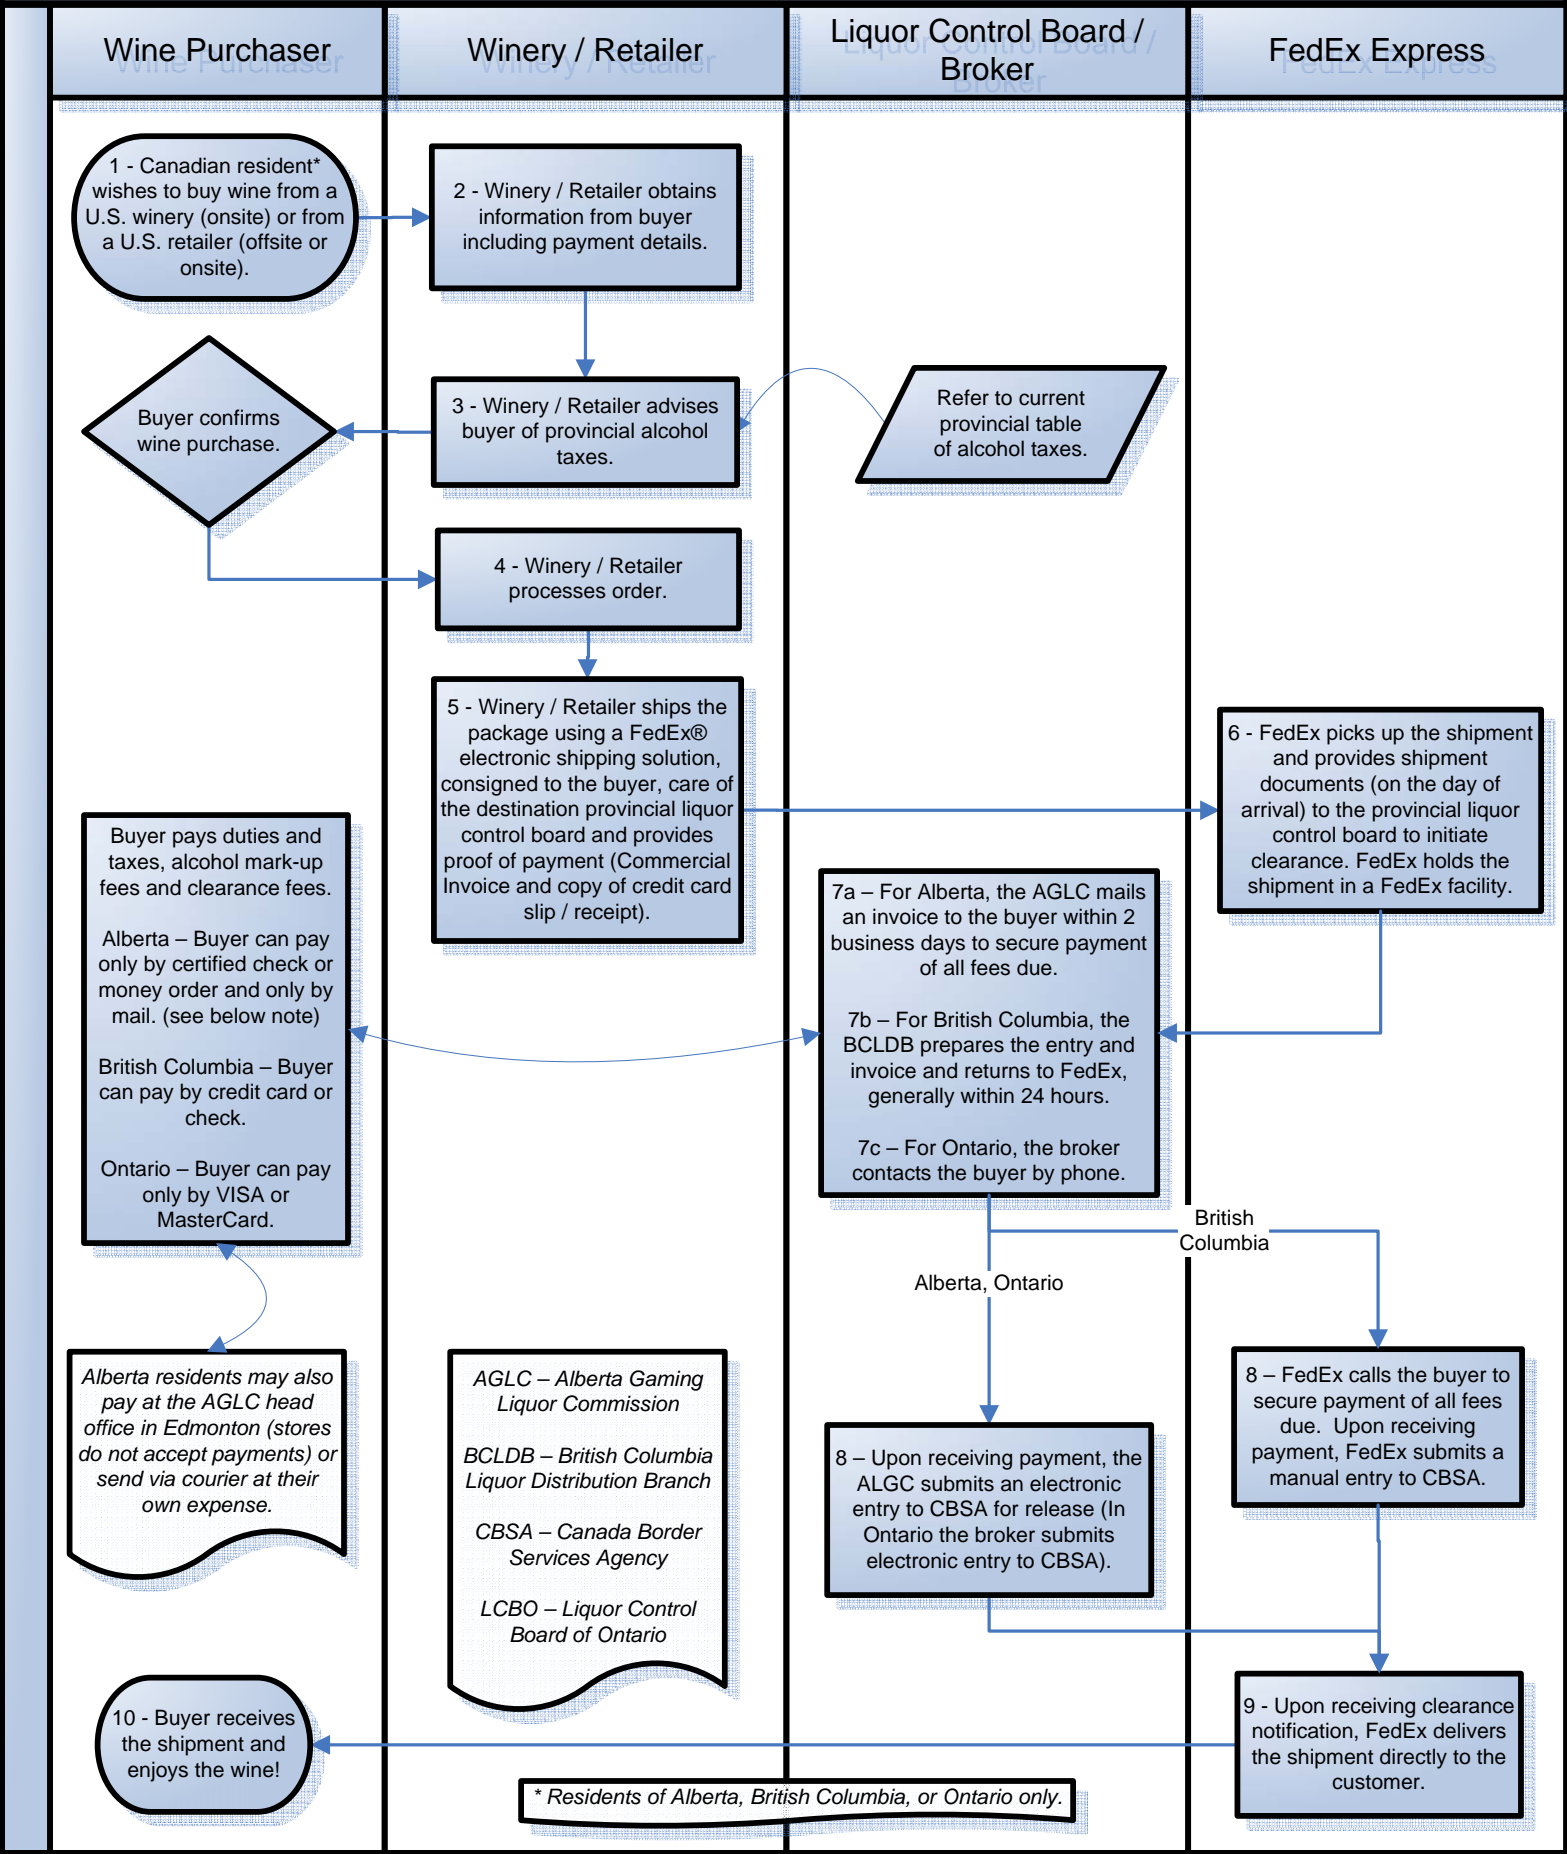 Wine Purchaser
Winery / Retailer
Liquor Control Board /
Broker
FedEx Express
1 - Canadian resident*
wishes to buy wine from a
U.S. winery (onsite) or from
a U.S. retailer (offsite or
onsite).
2 - Winery / Retailer obtains
information from buyer
including payment details.
Buyer confirms
wine purchase.
3 - Winery / Retailer advises
buyer of provincial alcohol
taxes.
Refer to current
provincial table
of alcohol taxes.
4 - Winery / Retailer
processes order.
5 - Winery / Retailer ships the
package using a FedEx®
electronic shipping solution,
consigned to the buyer, care of
the destination provincial liquor
control board and provides
proof of payment (Commercial
Invoice and copy of credit card
slip / receipt).
6 - FedEx picks up the shipment
and provides shipment
documents (on the day of
arrival) to the provincial liquor
control board to initiate
clearance. FedEx holds the
shipment in a FedEx facility.
Buyer pays duties and
taxes, alcohol mark-up
fees and clearance fees.
Alberta – Buyer can pay
only by certified check or
money order and only by
mail. (see below note)
British Columbia – Buyer
can pay by credit card or
check.
Ontario – Buyer can pay
only by VISA or
MasterCard.
7a – For Alberta, the AGLC mails
an invoice to the buyer within 2
business days to secure payment
of all fees due.
7b – For British Columbia, the
BCLDB prepares the entry and
invoice and returns to FedEx,
generally within 24 hours.
7c – For Ontario, the broker
contacts the buyer by phone.
British
Columbia
Alberta, Ontario
Alberta residents may also
pay at the AGLC head
office in Edmonton (stores
do not accept payments) or
send via courier at their
own expense.
AGLC – Alberta Gaming
Liquor Commission
BCLDB – British Columbia
Liquor Distribution Branch
CBSA – Canada Border
Services Agency
LCBO – Liquor Control
Board of Ontario
8 – Upon receiving payment, the
ALGC submits an electronic
entry to CBSA for release (In
Ontario the broker submits
electronic entry to CBSA).
8 – FedEx calls the buyer to
secure payment of all fees
due. Upon receiving
payment, FedEx submits a
manual entry to CBSA.
10 - Buyer receives
the shipment and
enjoys the wine!
9 - Upon receiving clearance
notification, FedEx delivers
the shipment directly to the
customer.
* Residents of Alberta, British Columbia, or Ontario only.